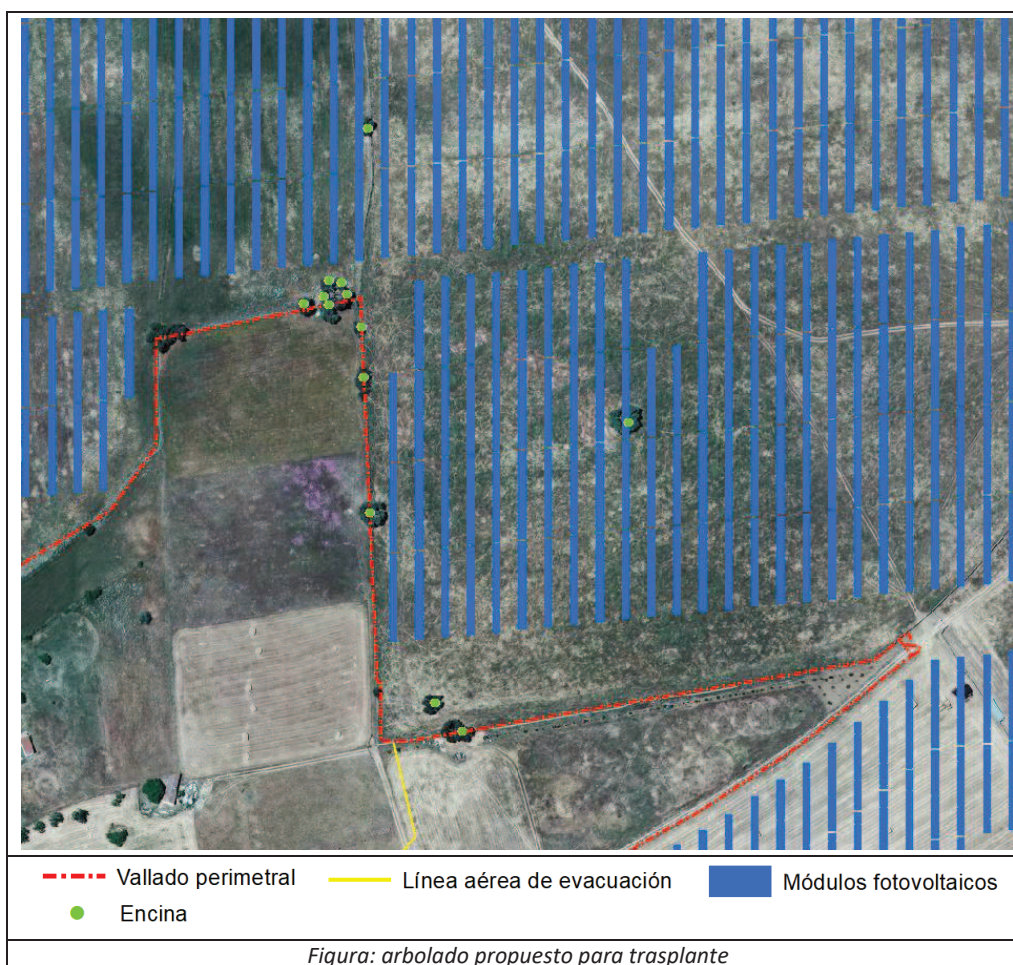 Vallado perimetral
Línea aérea de evacuación
Módulos fotovoltaicos
Encina
Figura: arbolado propuesto para trasplante